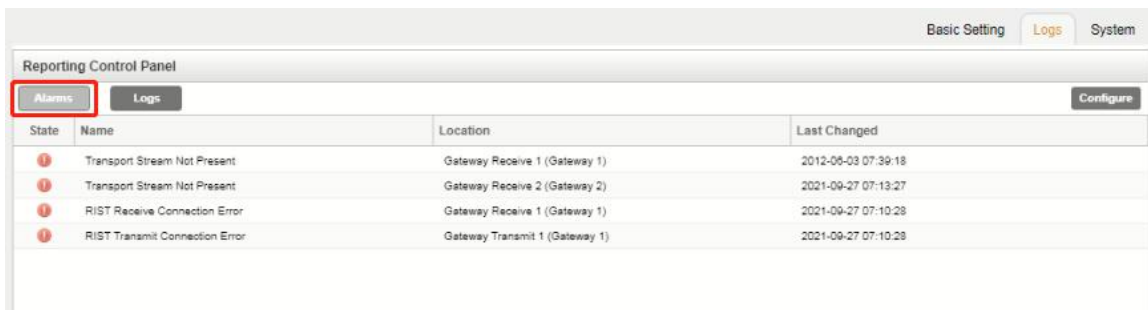 Basic Setting Logs System
Reporting Control Panel
Alarms Logs Configure
State Name Location Last Changed
Transport Stream Not Present Gateway Receive 1 (Gateway 1) 2012-06-03 07:39:18
Transport Stream Not Present Gateway Receive 2 (Gateway 2) 2021-09-27 07:13:27
RIST Receive Connection Error Gateway Receive 1 (Gateway 1) 2021-09-27 07:10:28
RIST Transmit Connection Error Gateway Transmit 1 (Gateway 1) 2021-09-27 07:10:28